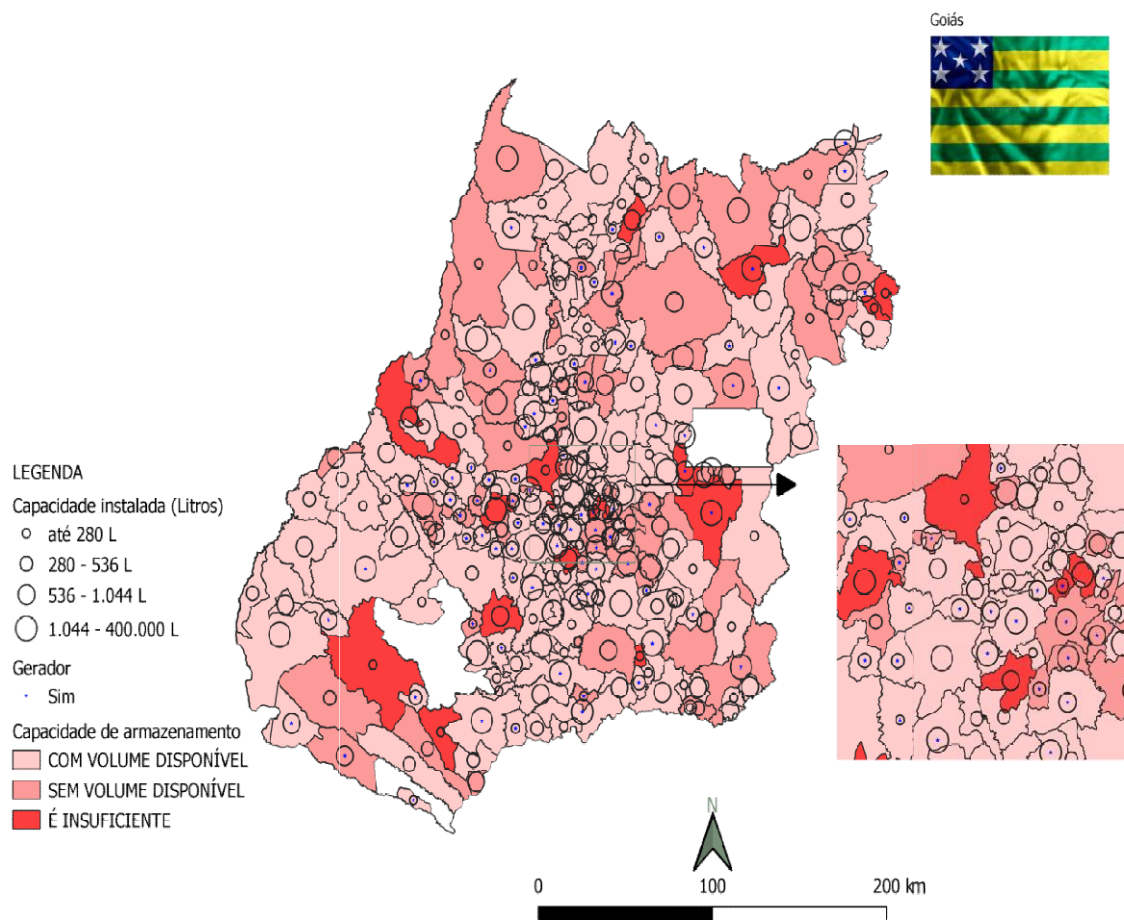 Goiás
LEGENDA
Capacidade instalada (Litros)
até 280 L
280 - 536 L
536 - 1.044 L
1.044 - 400.000 L
Gerador
Sim
Capacidade de armazenamento
COM VOLUME DISPONÍVEL
SEM VOLUME DISPONÍVEL
É INSUFICIENTE
N
0 100 200 km